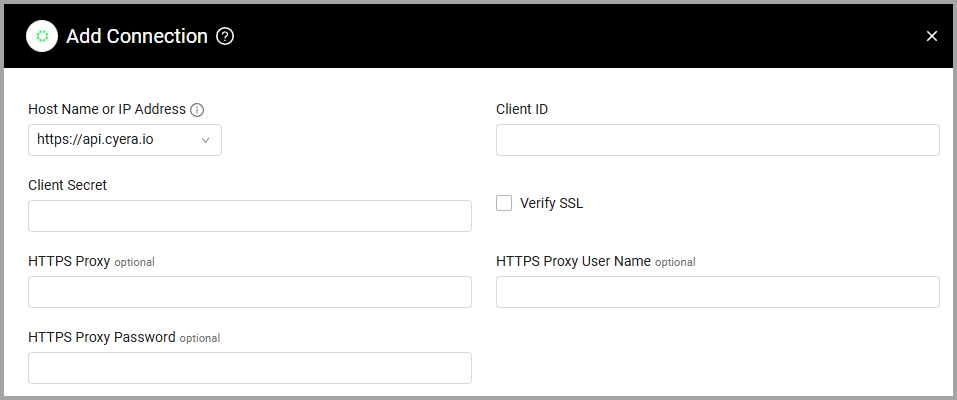 Add Connection
Host Name or IP Address
Client ID
https://api.cyera.io
Client Secret
Verify SSL
HTTPS Proxy optional
HTTPS Proxy User Name optional
HTTPS Proxy Password optional